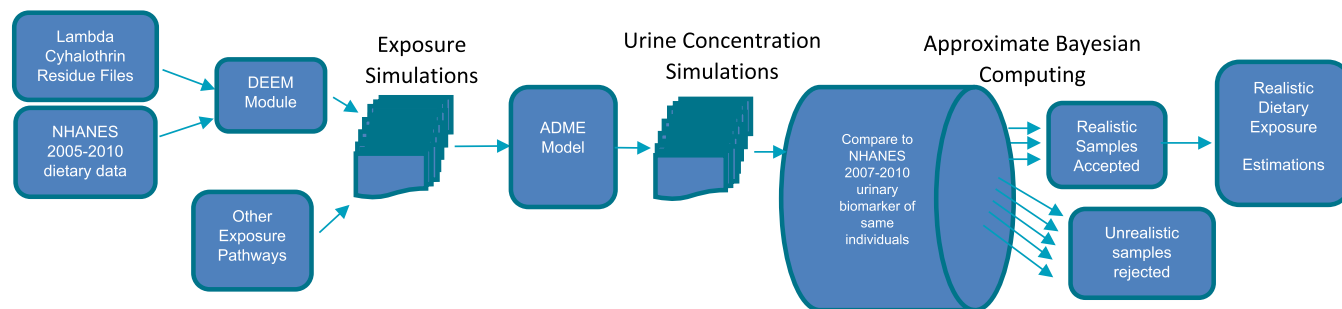 Lambda
Cyhalothrin
Residue Files
NHANES
2005-2010
dietary data
DEEM
Module
Other
Exposure
Pathways
Exposure
Simulations
ADME
Model
Urine Concentration
Simulations
Approximate Bayesian
Computing
Compare to
NHANES
2007-2010
urinary
biomarker of
same
individuals
Realistic
Samples
Accepted
Unrealistic
samples
rejected
Realistic
Dietary
Exposure
Estimations